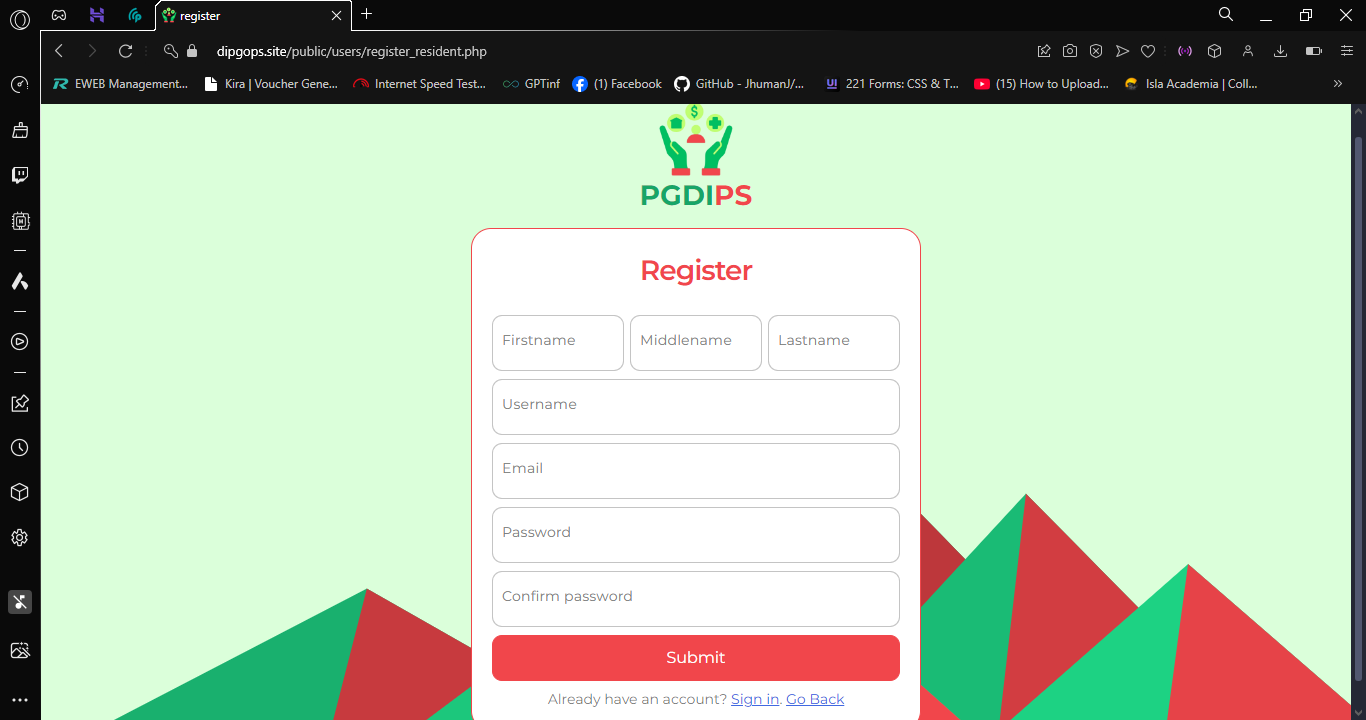 register
dipgops.site/public/users/register_resident.php
EWEB Management... Kira | Voucher Gene... Internet Speed Test... GPTinf (1) Facebook GitHub - JhumanJ/... UI 221 Forms: CSS & T... (15) How to Upload... Isla Academia | Coll...
$
PGDIPS
Register
Firstname Middlename Lastname
Username
Email
Password
Confirm password
Submit
Already have an account? Sign in. Go Back